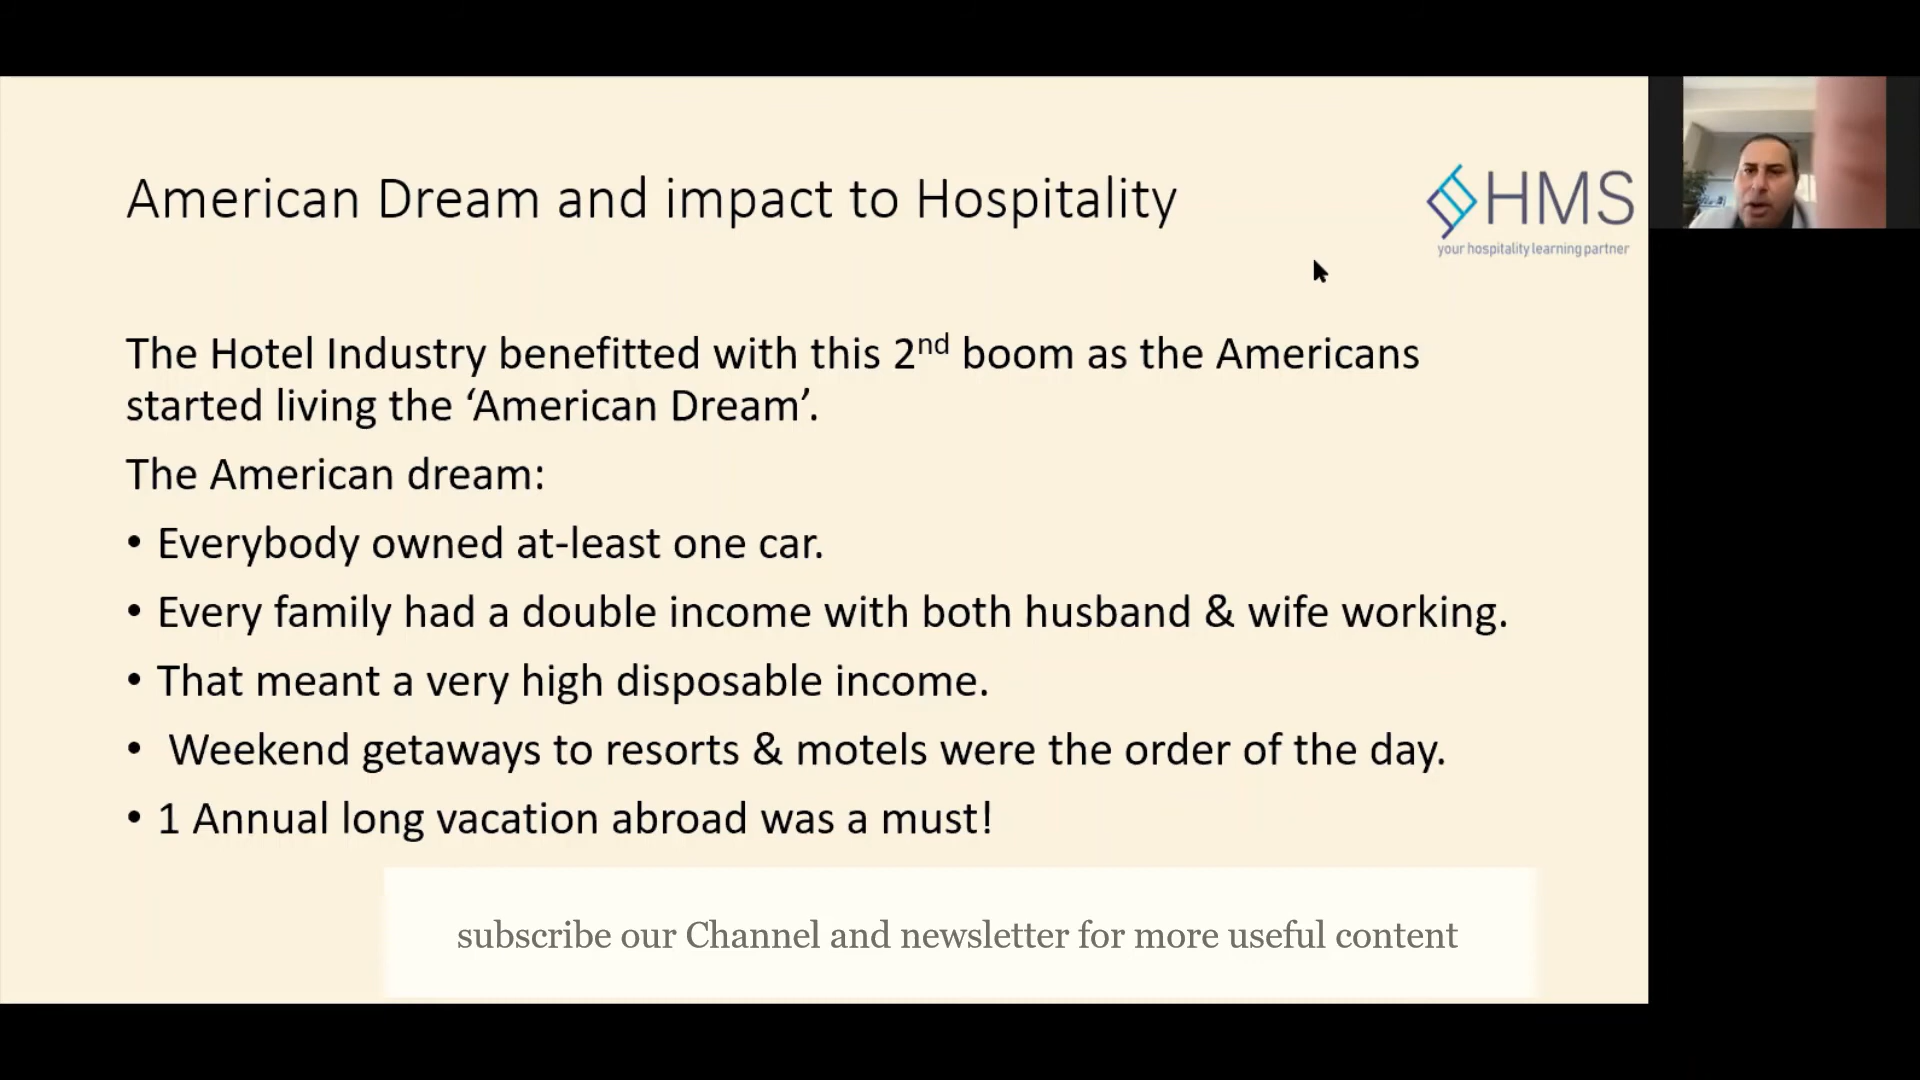 American Dream and impact to Hospitality
HMS
your hospitality learning partner
The Hotel Industry benefitted with this 2nd boom as the Americans
started living the ‘American Dream’.
The American dream:
• Everybody owned at-least one car.
• Every family had a double income with both husband & wife working.
• That meant a very high disposable income.
• Weekend getaways to resorts & motels were the order of the day.
• 1 Annual long vacation abroad was a must!
subscribe our Channel and newsletter for more useful content